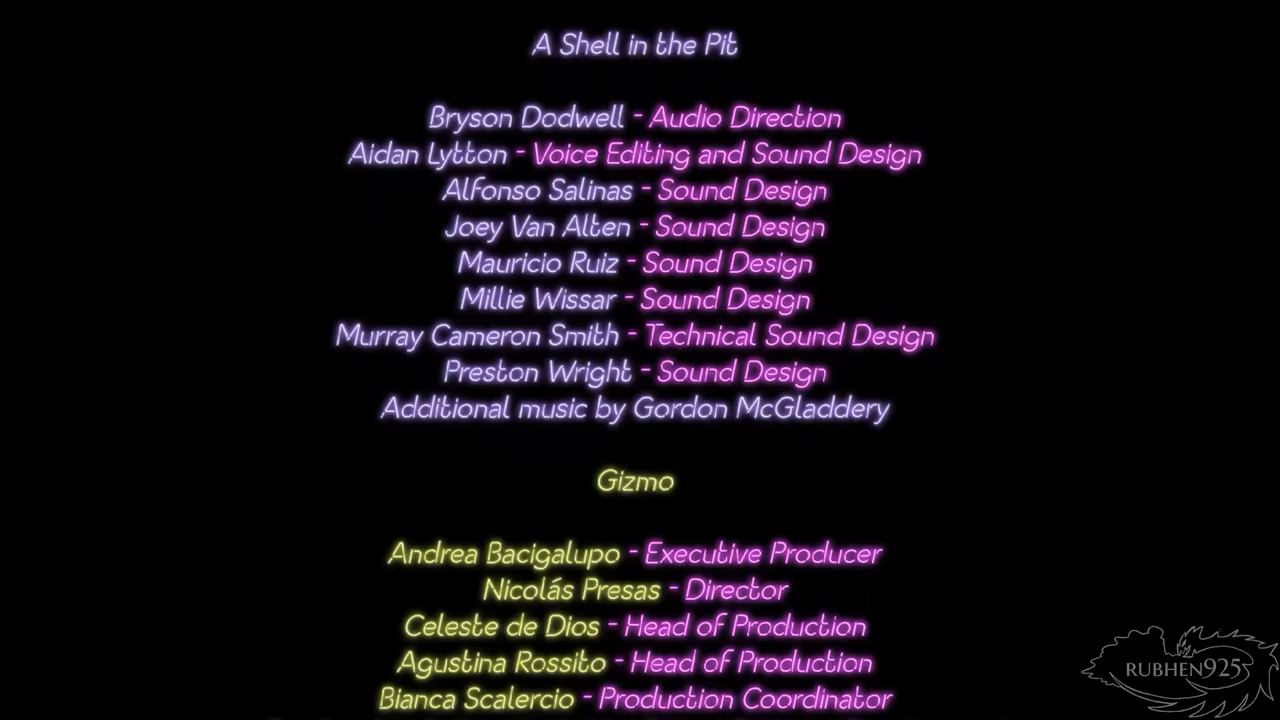 A Shell in the Pit
Bryson Dodwell - Audio Direction
Aidan Lytton - Voice Editing and Sound Design
Alfonso Salinas - Sound Design
Joey Van Alten - Sound Design
Mauricio Ruiz - Sound Design
Millie Wissar - Sound Design
Murray Cameron Smith - Technical Sound Design
Preston Wright - Sound Design
Additional music by Gordon McGladdery
Gizmo
Andrea Bacigalupo - Executive Producer
Nicolás Presas - Director
Celeste de Dios - Head of Production
Agustina Rossito - Head of Production
Bianca Scalercio - Production Coordinator
RUBHEN925